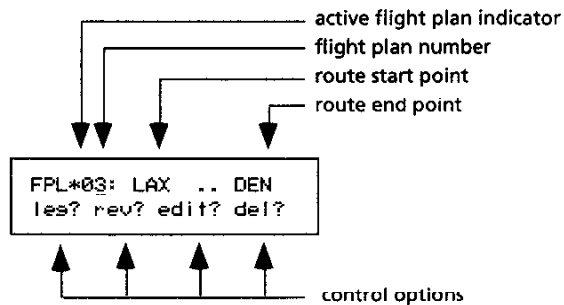 active flight plan indicator
flight plan number
route start point
route end point
FPL*03: LAX .. DEN
leg? rev? edit? del?
control options